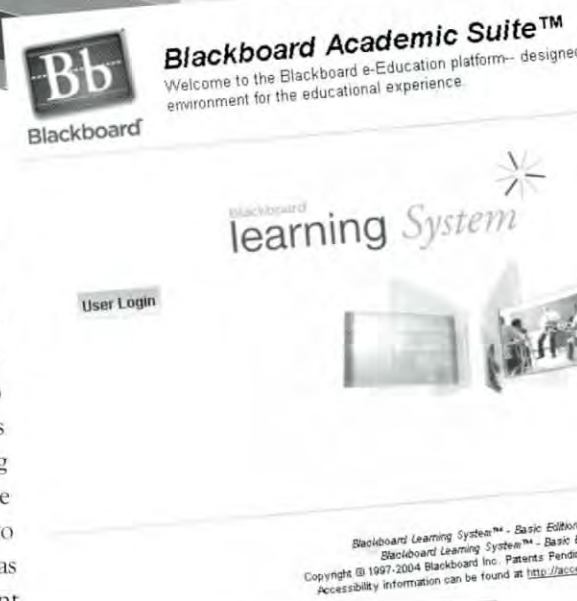 Bb
Blackboard
Blackboard Academic Suite™
Welcome to the Blackboard e-Education platform-- designed
environment for the educational experience.
Blackboard
learning System
User Login
s
g
e
o
as
nt
Blackboard Learning System™ - Basic Edition
Blackboard Learning System™ - Basic
Copyright © 1997-2004 Blackboard Inc. Patents
Accessibility information can be found at